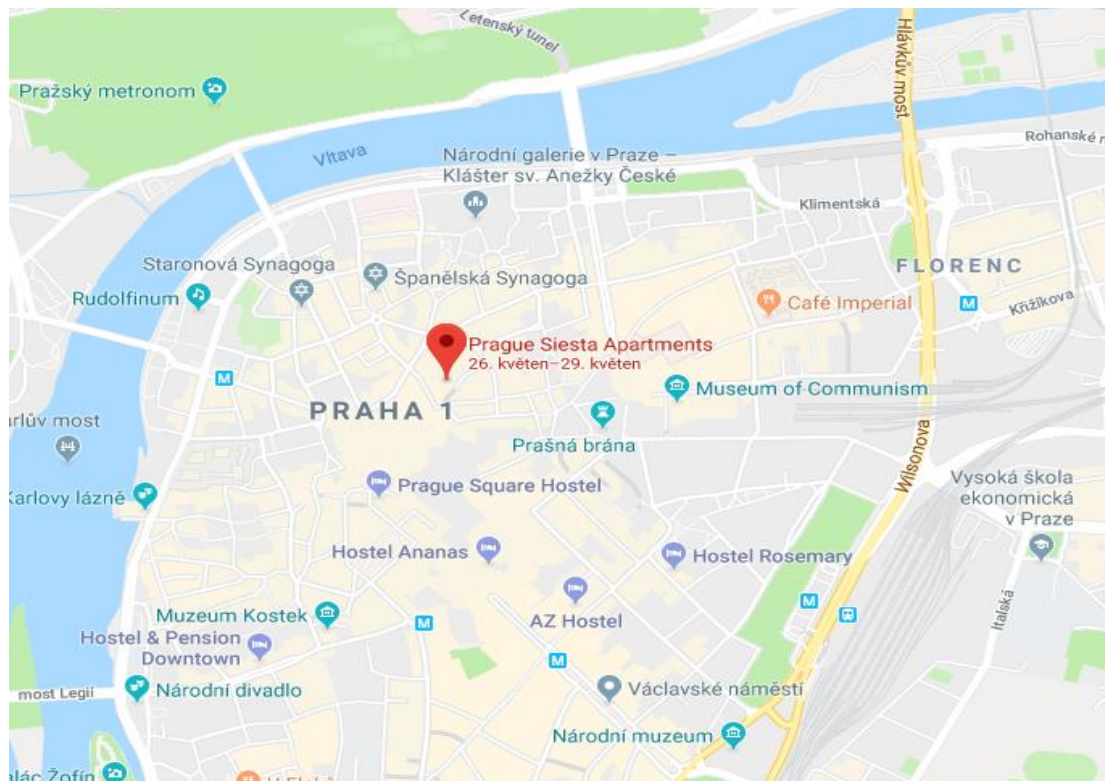 Letenský tunel
Hlávkův most
Pražský metronom
Rohanské n
Vltava
Národní galerie v Praze –
Klášter sv. Anežky České
Klimentská
Staronová Synagoga
Španělská Synagoga
FLORENC
Rudolfinum
Café Imperial
M
Křižíkova
Prague Siesta Apartments
26. květen–29. květen
M
Museum of Communism
PRAHA 1
arlův most
Prašná brána
Wilsonova
Vysoká škola
ekonomická
v Praze
Prague Square Hostel
Karlovy lázně
Hostel Ananas
Hostel Rosemary
Muzeum Kostek
AZ Hostel
M
Italská
M
Hostel & Pension
Downtown
M
most Legií
Národní divadlo
Václavské náměstí
Národní muzeum
alác Žofín